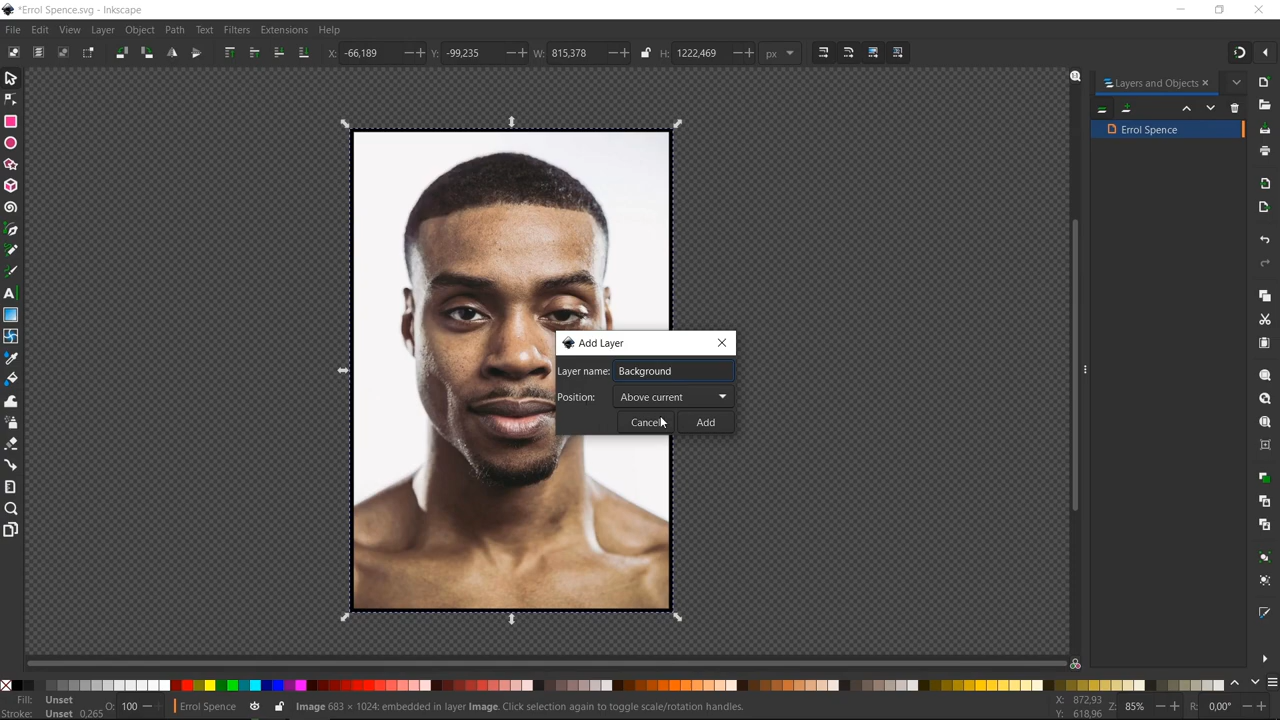 *Errol Spence.svg - Inkscape
File Edit View Layer Object Path Text Filters Extensions Help
X: -66,189 Y: -99,235 W: 815,378 H: 1222,469 px
Layers and Objects
Errol Spence
Add Layer
Layer name: Background
Position: Above current
Cancel Add
Fill: Unset
Stroke: Unset 0,265
O: 100
Errol Spence
Image 683 × 1024: embedded in layer Image. Click selection again to toggle scale/rotation handles.
X: 872,93
Y: 618,96
Z: 85%
R: 0,00°